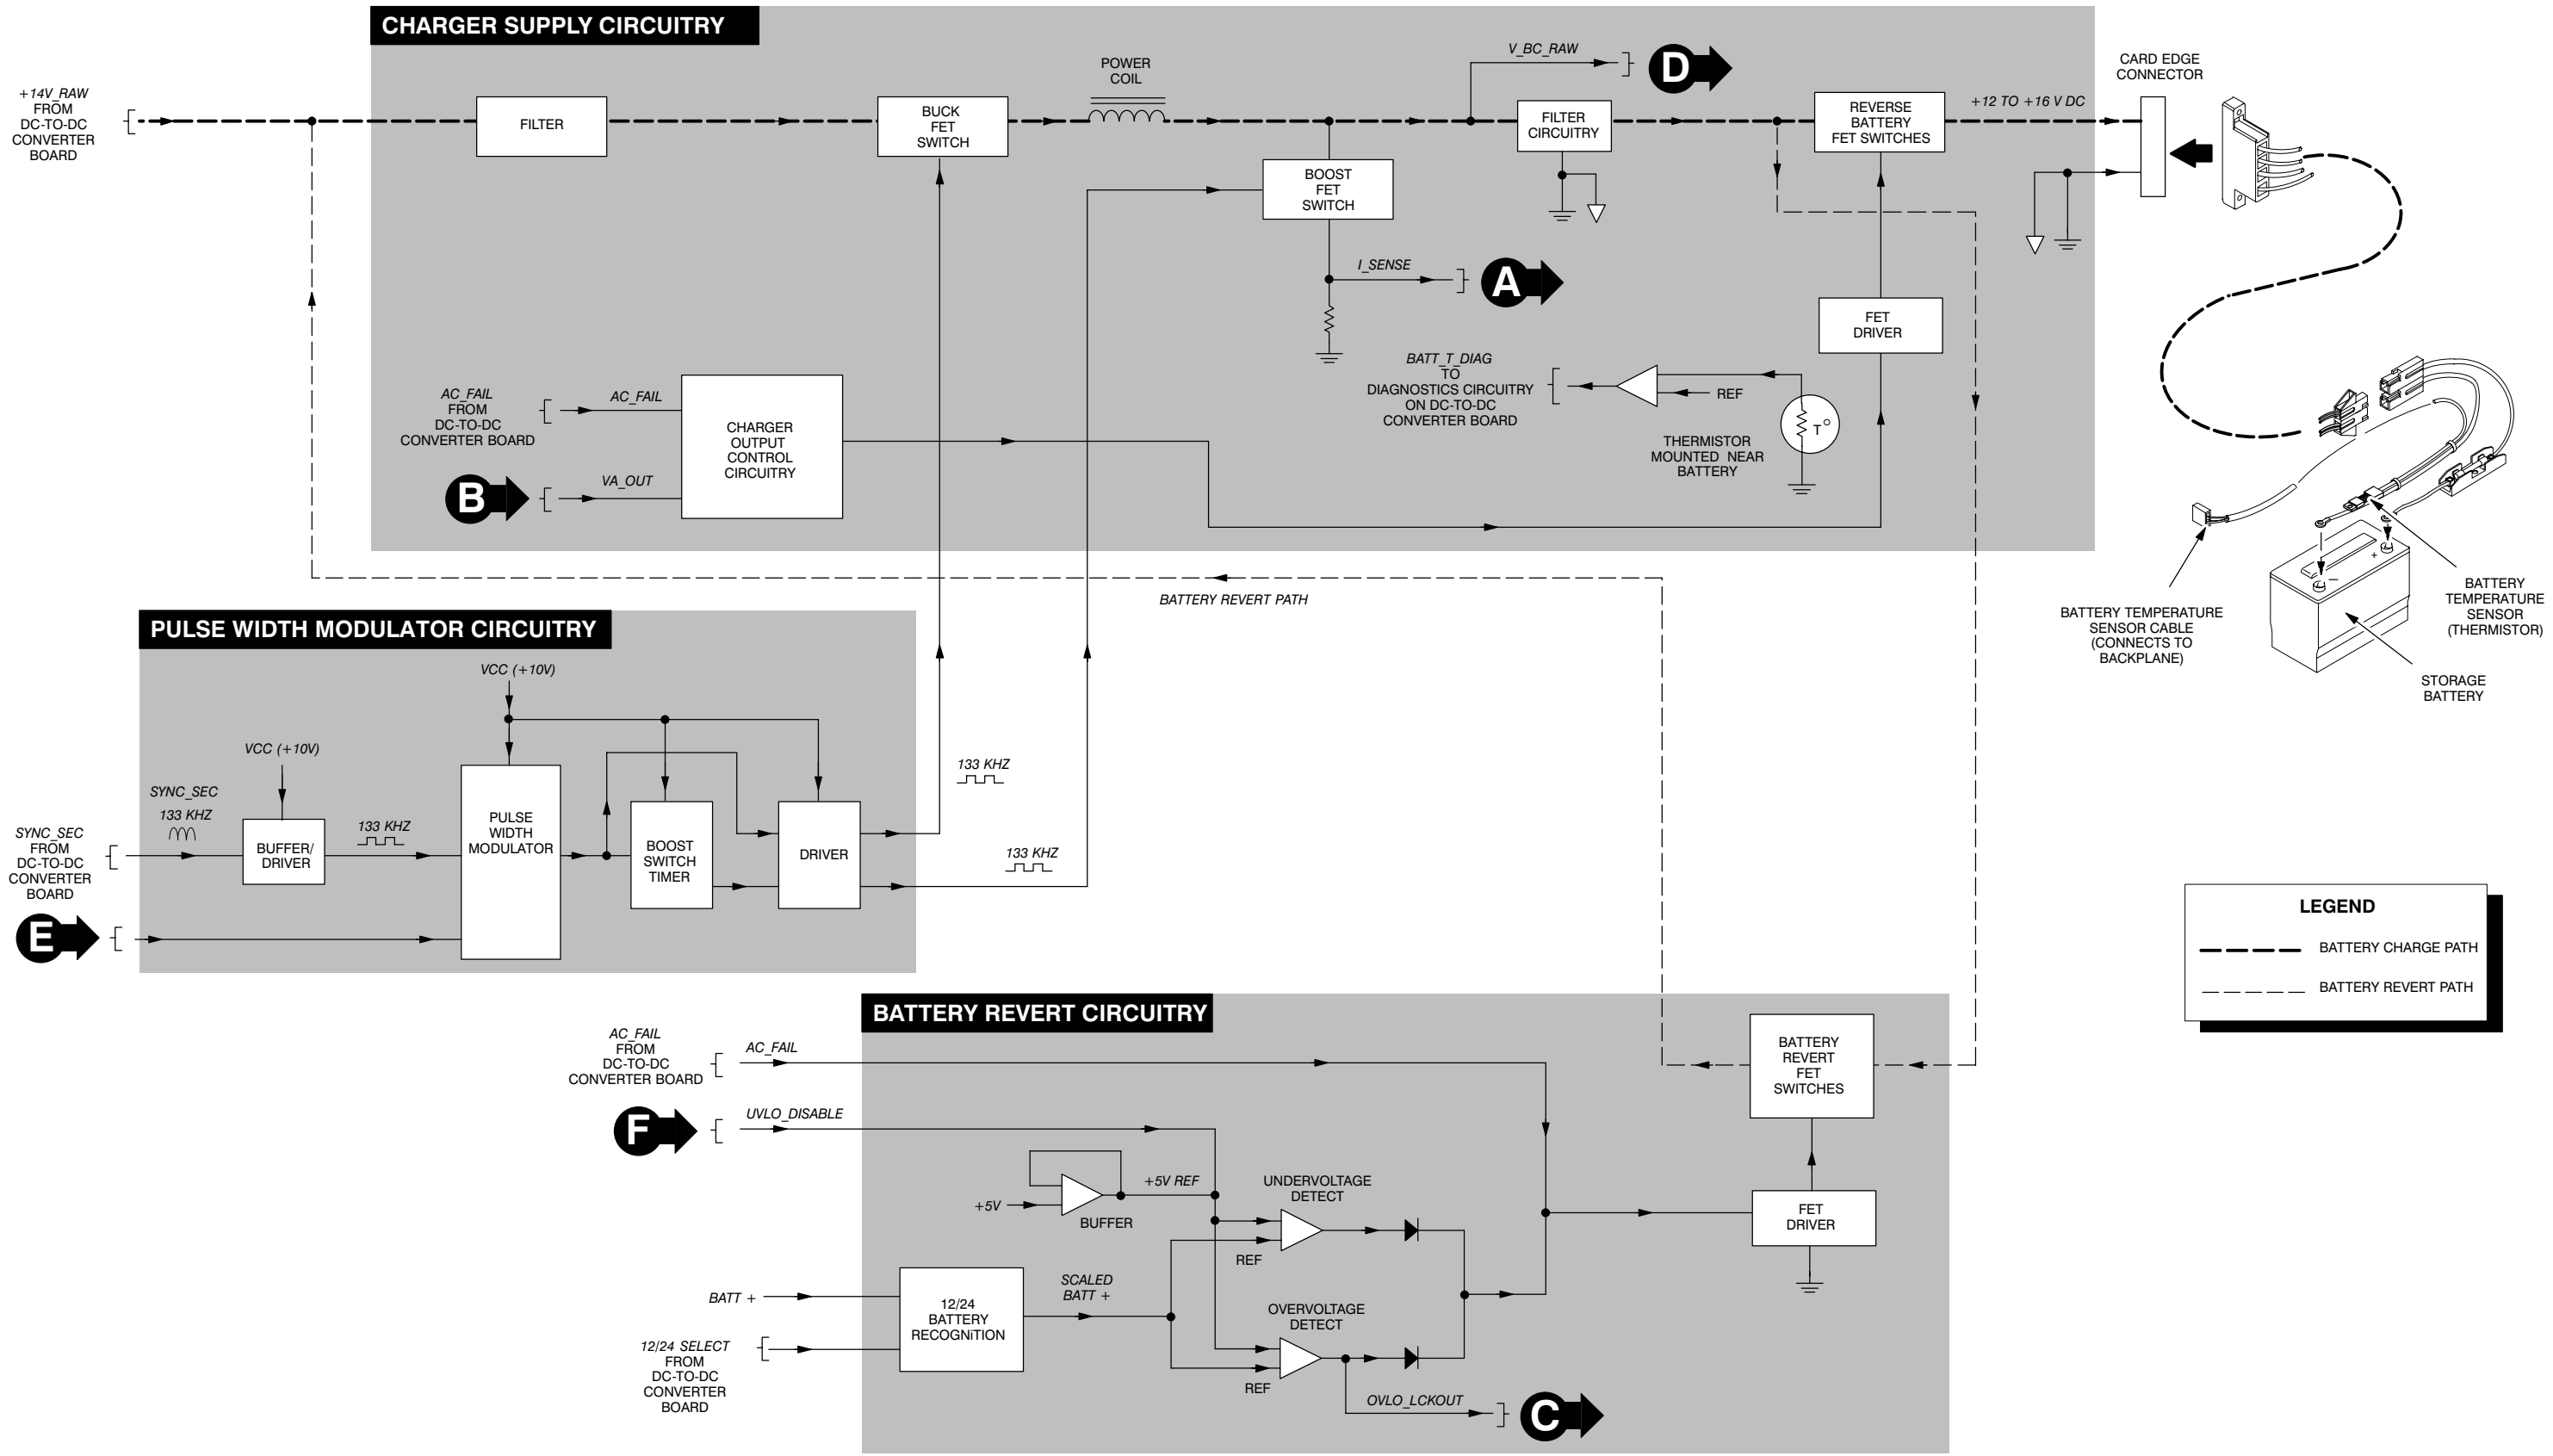 CHARGER SUPPLY CIRCUITRY
+14V_RAW
FROM
DC-TO-DC
CONVERTER
BOARD
FILTER
BUCK
FET
SWITCH
POWER
COIL
V_BC_RAW
D
BOOST
FET
SWITCH
FILTER
CIRCUITRY
REVERSE
BATTERY
FET SWITCHES
+12 TO +16 V DC
CARD EDGE
CONNECTOR
I_SENSE
A
FET
DRIVER
AC_FAIL
FROM
DC-TO-DC
CONVERTER BOARD
AC_FAIL
B
VA_OUT
CHARGER
OUTPUT
CONTROL
CIRCUITRY
BATT_T_DIAG
TO
DIAGNOSTICS CIRCUITRY
ON DC-TO-DC
CONVERTER BOARD
REF
T°
THERMISTOR
MOUNTED NEAR
BATTERY
BATTERY REVERT PATH
BATTERY TEMPERATURE
SENSOR CABLE
(CONNECTS TO
BACKPLANE)
+
−
BATTERY
TEMPERATURE
SENSOR
(THERMISTOR)
STORAGE
BATTERY
PULSE WIDTH MODULATOR CIRCUITRY
VCC (+10V)
VCC (+10V)
SYNC_SEC
133 KHZ
SYNC_SEC
FROM
DC-TO-DC
CONVERTER
BOARD
BUFFER/
DRIVER
133 KHZ
PULSE
WIDTH
MODULATOR
BOOST
SWITCH
TIMER
DRIVER
133 KHZ
133 KHZ
E
LEGEND
BATTERY CHARGE PATH
BATTERY REVERT PATH
BATTERY REVERT CIRCUITRY
AC_FAIL
FROM
DC-TO-DC
CONVERTER BOARD
AC_FAIL
F
UVLO_DISABLE
+5V
BUFFER
+5V REF
UNDERVOLTAGE
DETECT
REF
BATTERY
REVERT
FET
SWITCHES
FET
DRIVER
BATT +
12/24 SELECT
FROM
DC-TO-DC
CONVERTER
BOARD
12/24
BATTERY
RECOGNiTION
SCALED
BATT +
OVERVOLTAGE
DETECT
REF
OVLO_LCKOUT
C